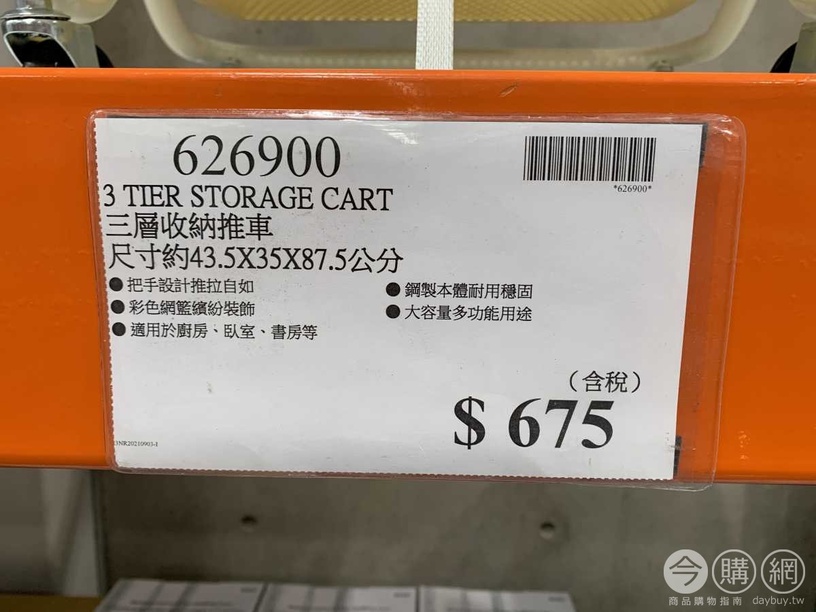 626900
*626900*
3 TIER STORAGE CART
三層收納推車
尺寸約43.5X35X87.5公分
●把手設計推拉自如
●鋼製本體耐用穩固
●彩色網籃繽紛裝飾
●大容量多功能用途
●適用於廚房、臥室、書房等
（含稅）
$ 675
13NR20210903-1
今購網
商品購物指南 daybuy.tw